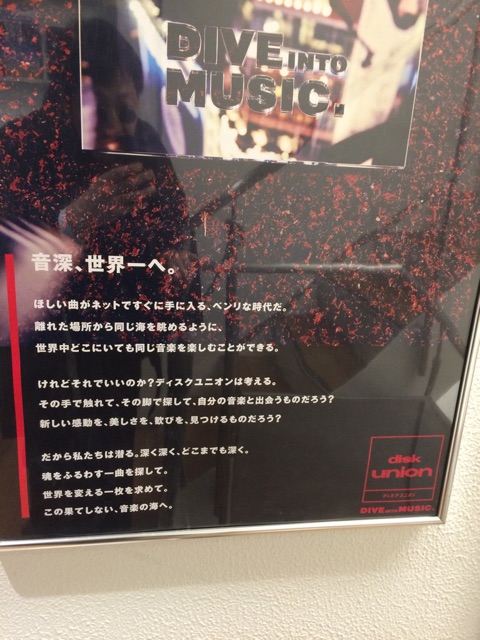 DIVE INTO
MUSIC.
音深、世界一へ。
ほしい曲がネットですぐに手に入る、ベンリな時代だ。
離れた場所から同じ海を眺めるように、
世界中どこにいても同じ音楽を楽しむことができる。
けれどそれでいいのか？ディスクユニオンは考える。
その手で触れて、その脚で探して、自分の音楽と出会うものだろう？
新しい感動を、美しさを、歓びを、見つけるものだろう？
だから私たちは潜る。深く深く、どこまでも深く。
魂をふるわす一曲を探して。
世界を変える一枚を求めて。
この果てしない、音楽の海へ。
disk
union
ディスクユニオン
DIVE INTO MUSIC.